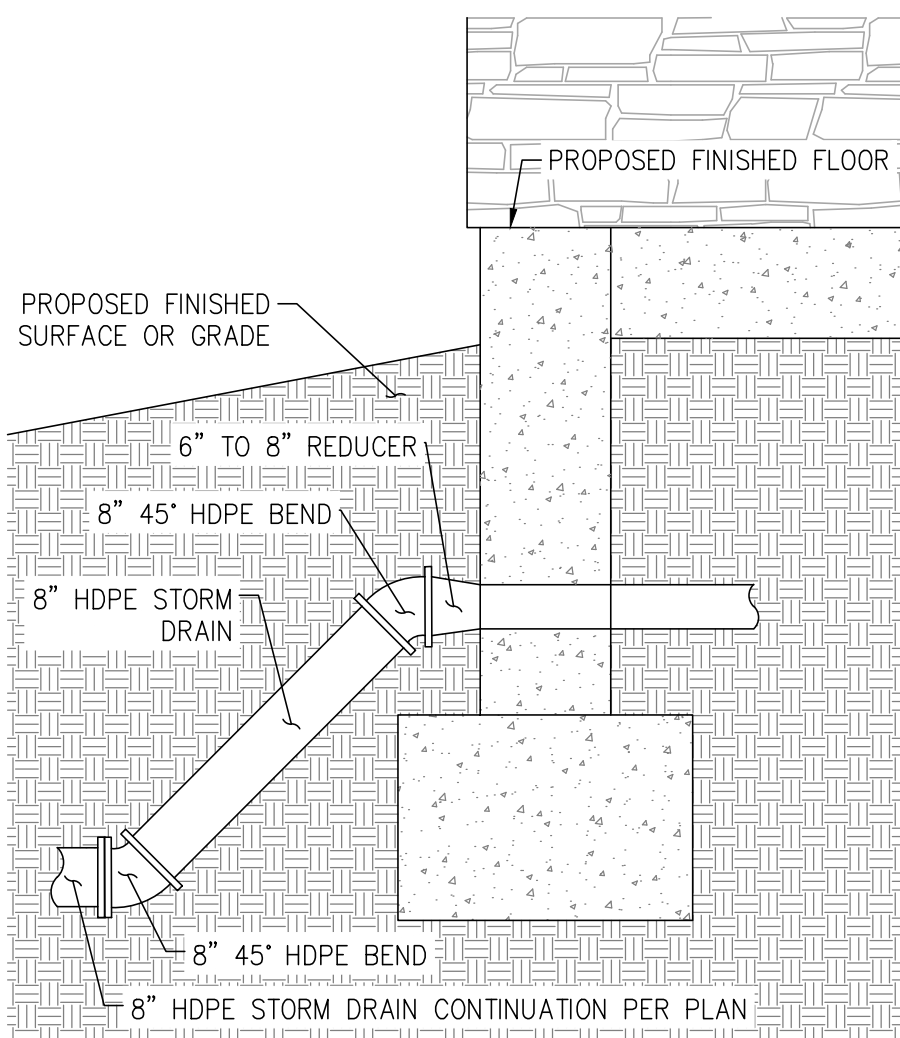 PROPOSED FINISHED FLOOR
PROPOSED FINISHED
SURFACE OR GRADE
6” TO 8” REDUCER
8” 45° HDPE BEND
8” HDPE STORM
DRAIN
8” 45° HDPE BEND
8” HDPE STORM DRAIN CONTINUATION PER PLAN